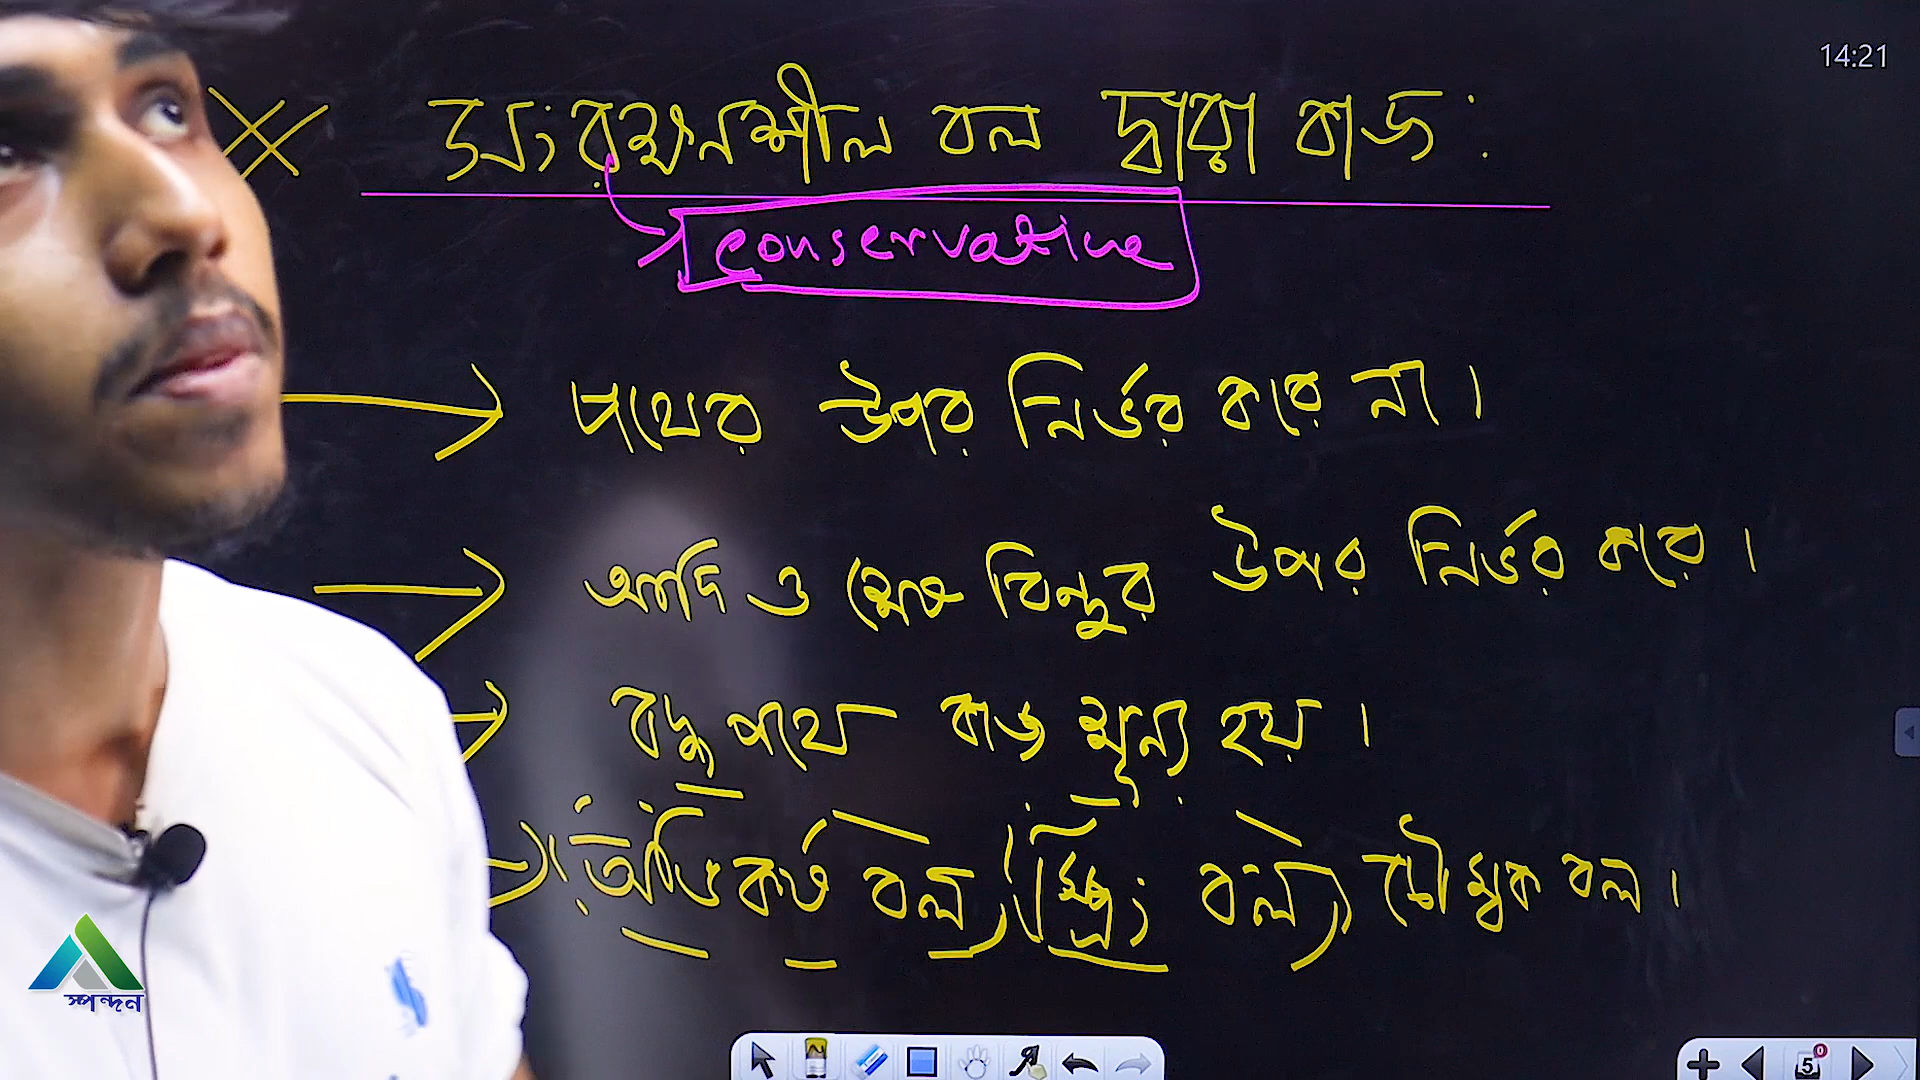 14:21
সংরক্ষনশীল বল দ্বারা কাজ :
conservative
পথের উপর নির্ভর করে না।
আদি ও শেষ বিন্দুর উপর নির্ভর করে।
বদ্ধ পথে কাজ শূন্য হয়।
অভিকর্ষ বল, স্প্রিং বল, চৌম্বক বল।
স্পন্দন
5